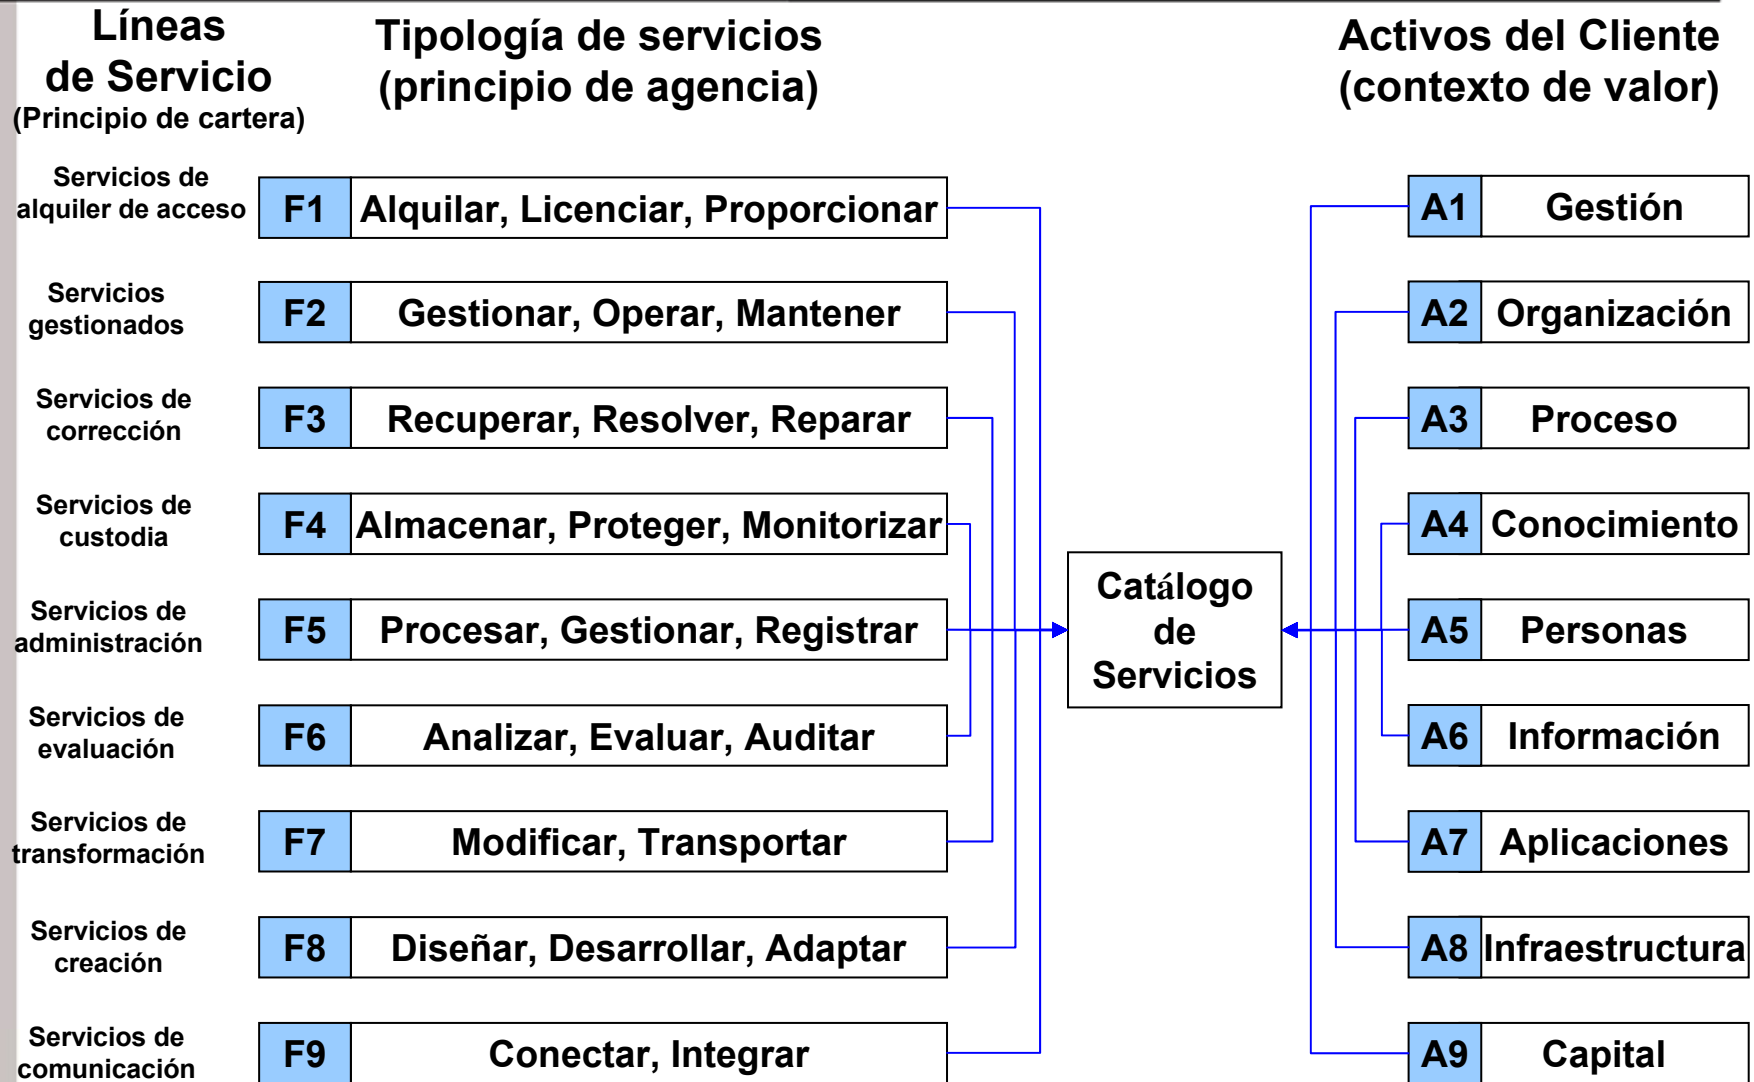 Líneas
de Servicio
(Principio de cartera)
Tipología de servicios
(principio de agencia)
Activos del Cliente
(contexto de valor)
Servicios de
alquiler de acceso
F1 Alquilar, Licenciar, Proporcionar
A1 Gestión
Servicios
gestionados
F2 Gestionar, Operar, Mantener
A2 Organización
Servicios de
corrección
F3 Recuperar, Resolver, Reparar
A3 Proceso
Servicios de
custodia
F4 Almacenar, Proteger, Monitorizar
A4 Conocimiento
Servicios de
administración
F5 Procesar, Gestionar, Registrar
Catálogo
de
Servicios
A5 Personas
Servicios de
evaluación
F6 Analizar, Evaluar, Auditar
A6 Información
Servicios de
transformación
F7 Modificar, Transportar
A7 Aplicaciones
Servicios de
creación
F8 Diseñar, Desarrollar, Adaptar
A8 Infraestructura
Servicios de
comunicación
F9 Conectar, Integrar
A9 Capital